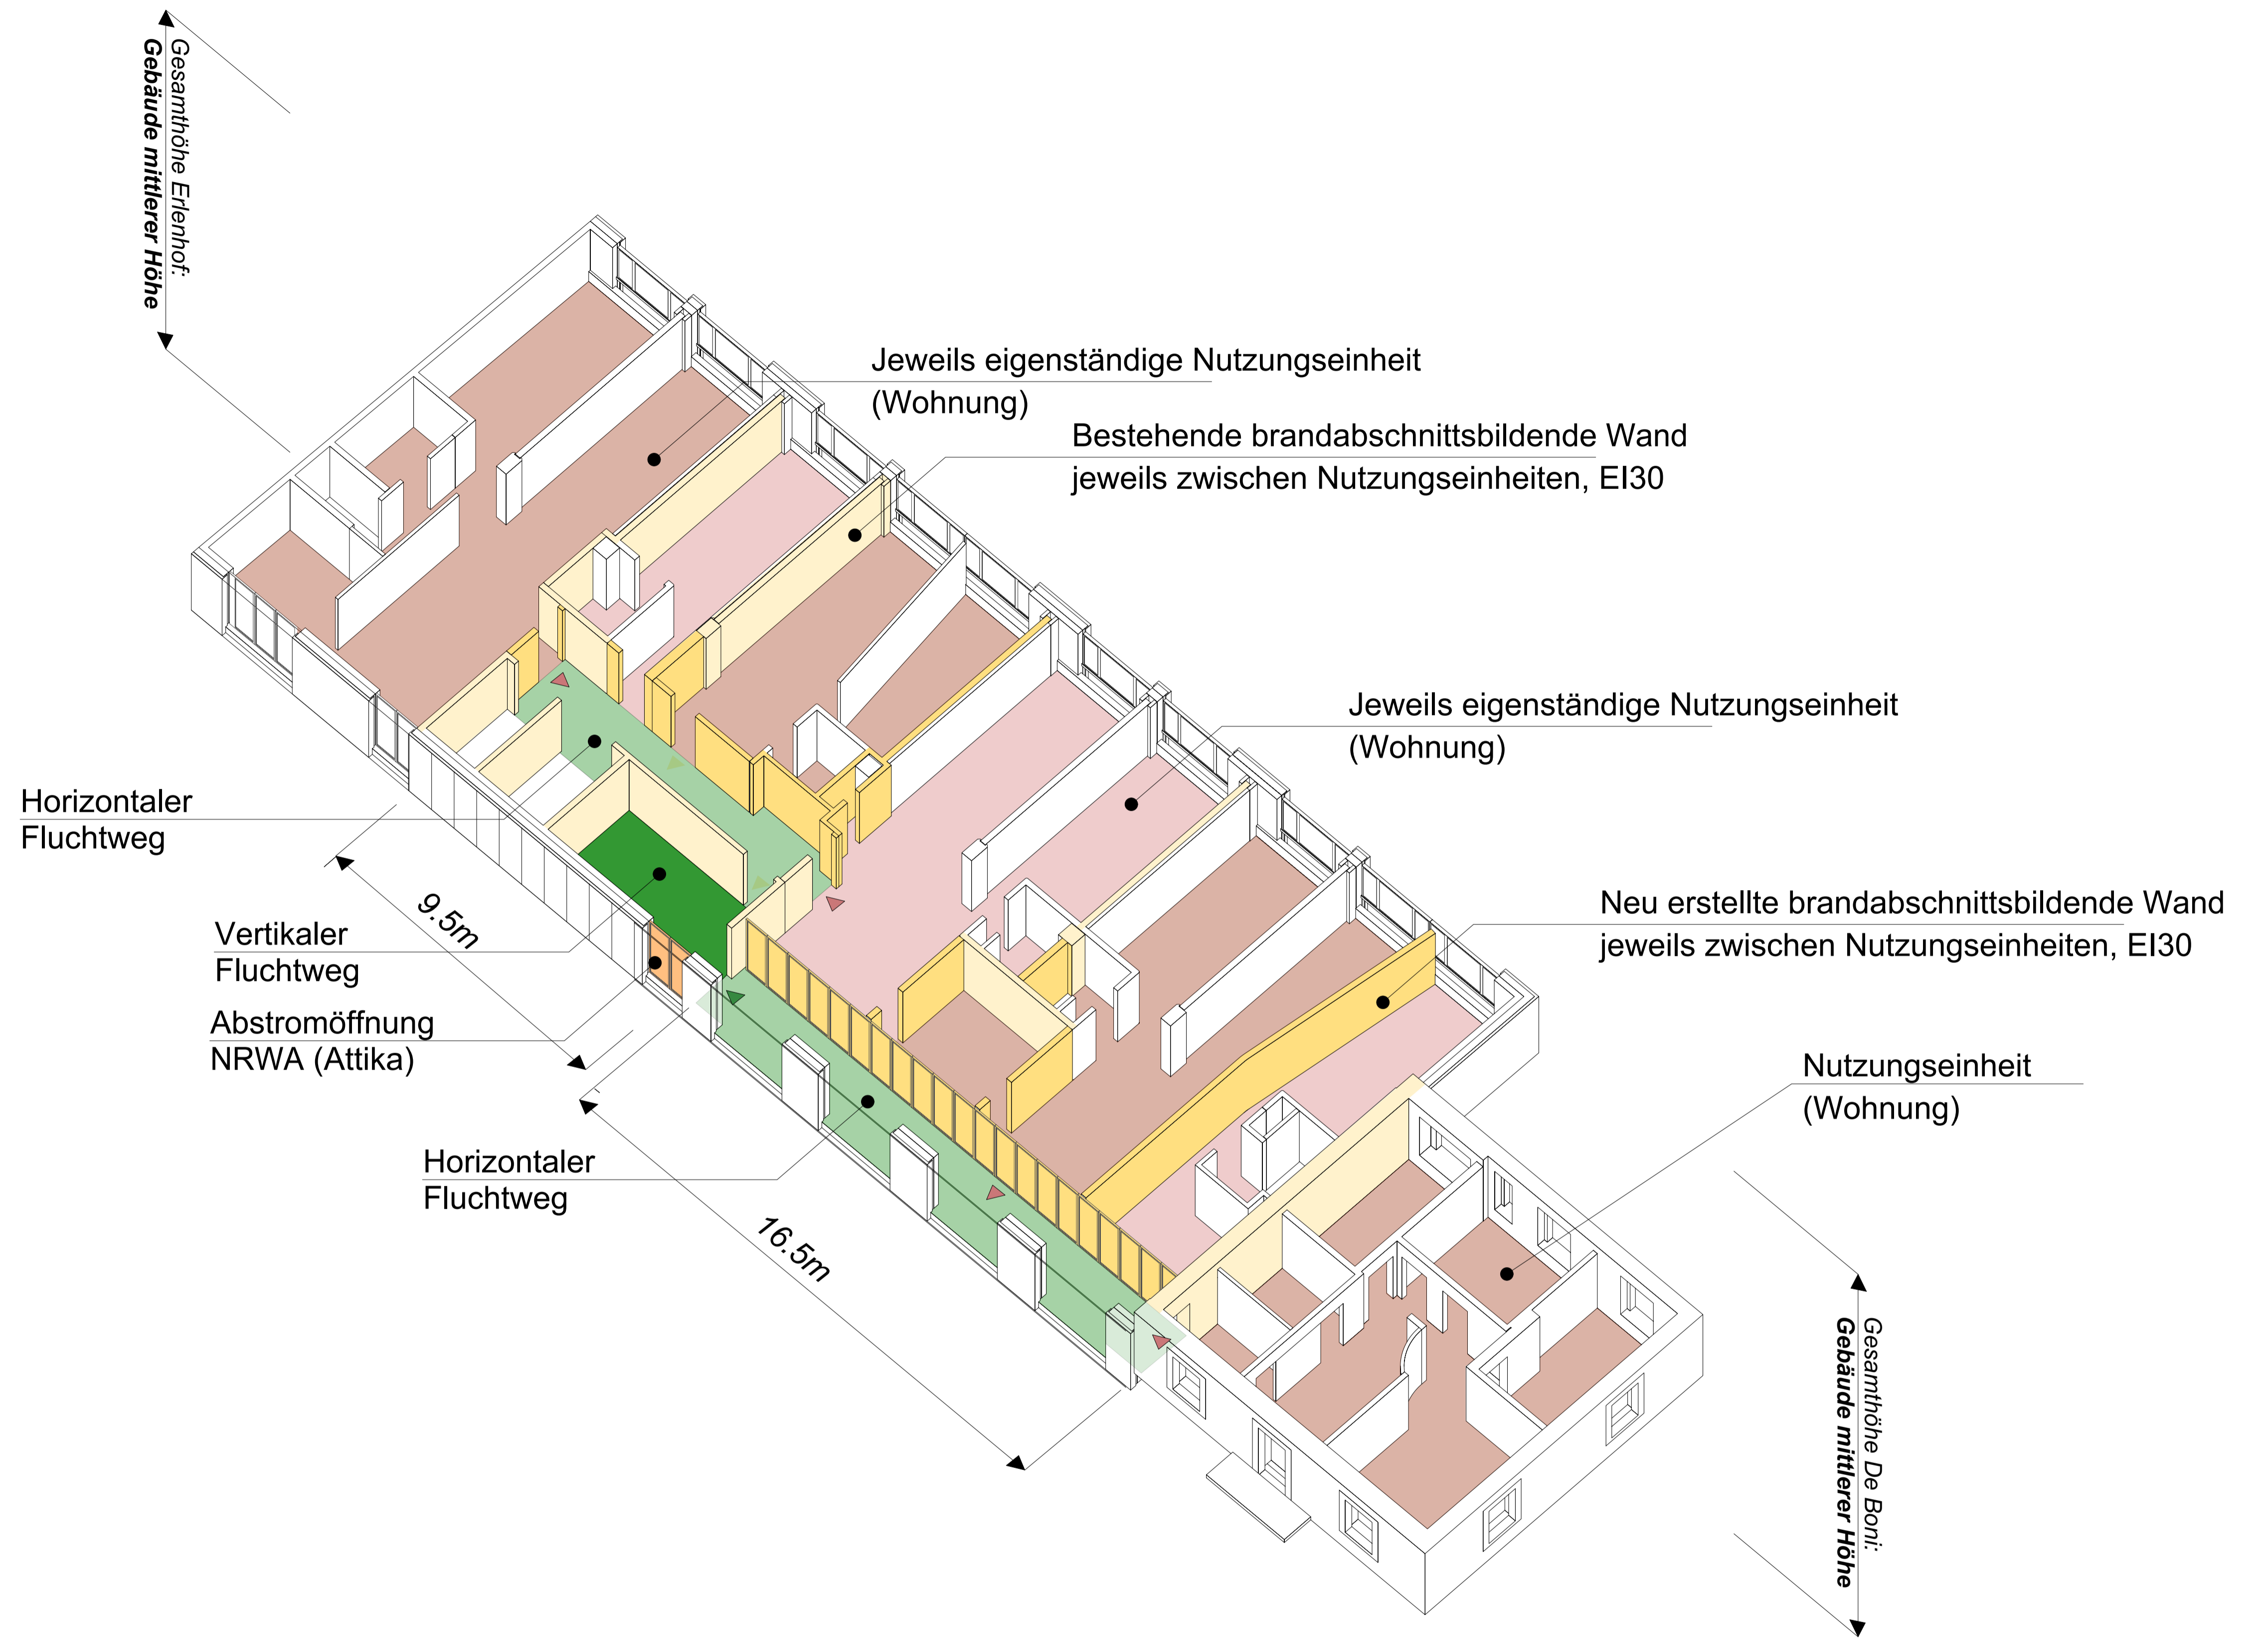 Gesamthöhe Erlenhof:
Gebäude mittlerer Höhe
Jeweils eigenständige Nutzungseinheit
(Wohnung)
Bestehende brandabschnittsbildende Wand
jeweils zwischen Nutzungseinheiten, EI30
Jeweils eigenständige Nutzungseinheit
(Wohnung)
Horizontaler
Fluchtweg
9.5m
Vertikaler
Fluchtweg
Neu erstellte brandabschnittsbildende Wand
jeweils zwischen Nutzungseinheiten, EI30
Abstromöffnung
NRWA (Attika)
Nutzungseinheit
(Wohnung)
Horizontaler
Fluchtweg
16.5m
Gesamthöhe De Boni:
Gebäude mittlerer Höhe